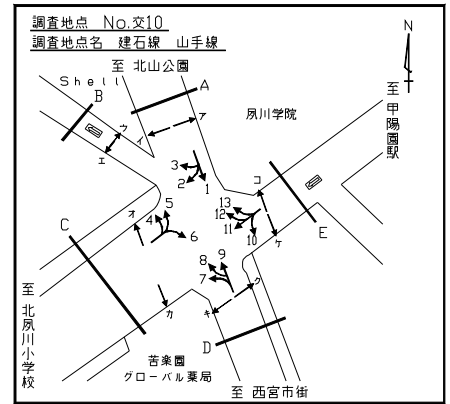 調査地点 No.交10
調査地点名 建石線 山手線
至 北山公園
N
Shell
A
B
夙川学院
至 甲陽園駅
ア
イ
ウ
エ
3
2
1
コ
5
4
6
オ
13
12
11
10
ケ
E
C
9
8
7
ク
カ
キ
D
至 北夙川小学校
苦楽園
グローバル薬局
至 西宮市街